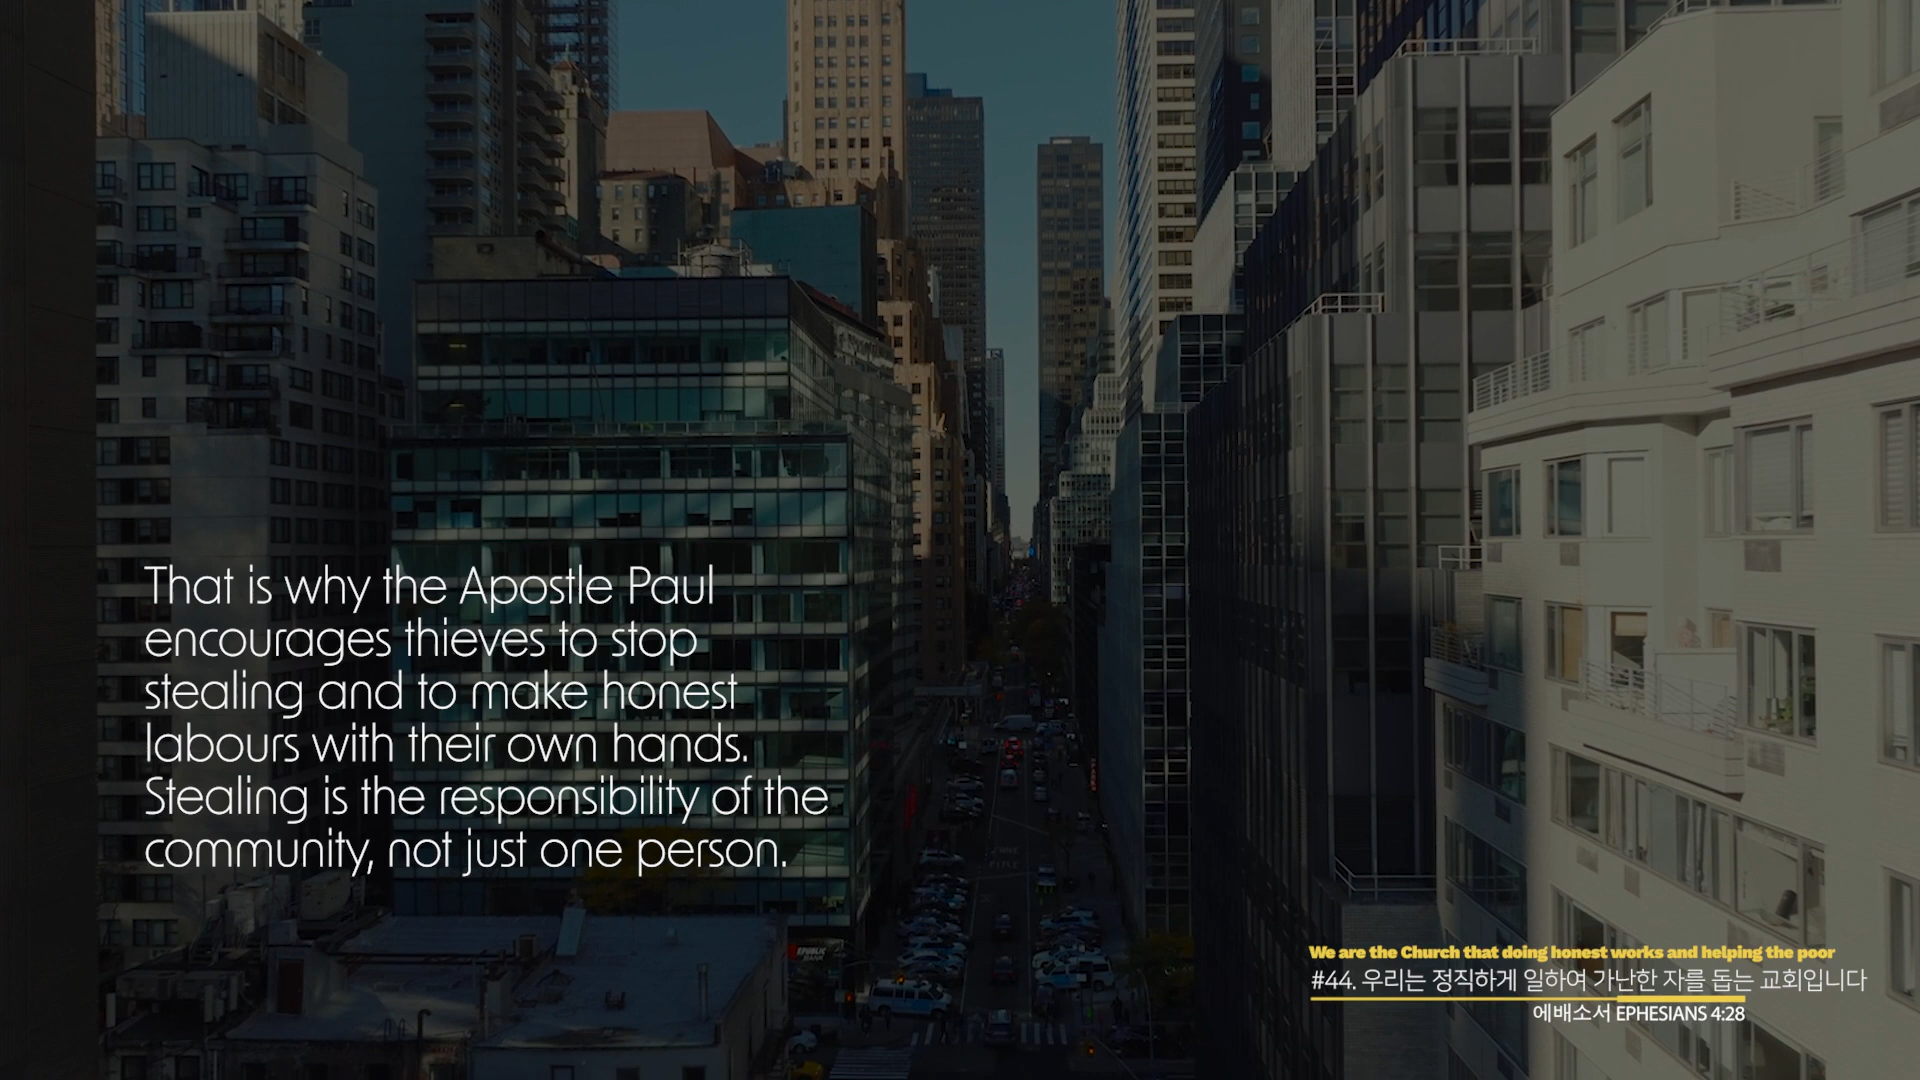 That is why the Apostle Paul
encourages thieves to stop
stealing and to make honest
labours with their own hands.
Stealing is the responsibility of the
community, not just one person.
We are the Church that doing honest works and helping the poor
#44. 우리는 정직하게 일하여 가난한 자를 돕는 교회입니다
에배소서 EPHESIANS 4:28